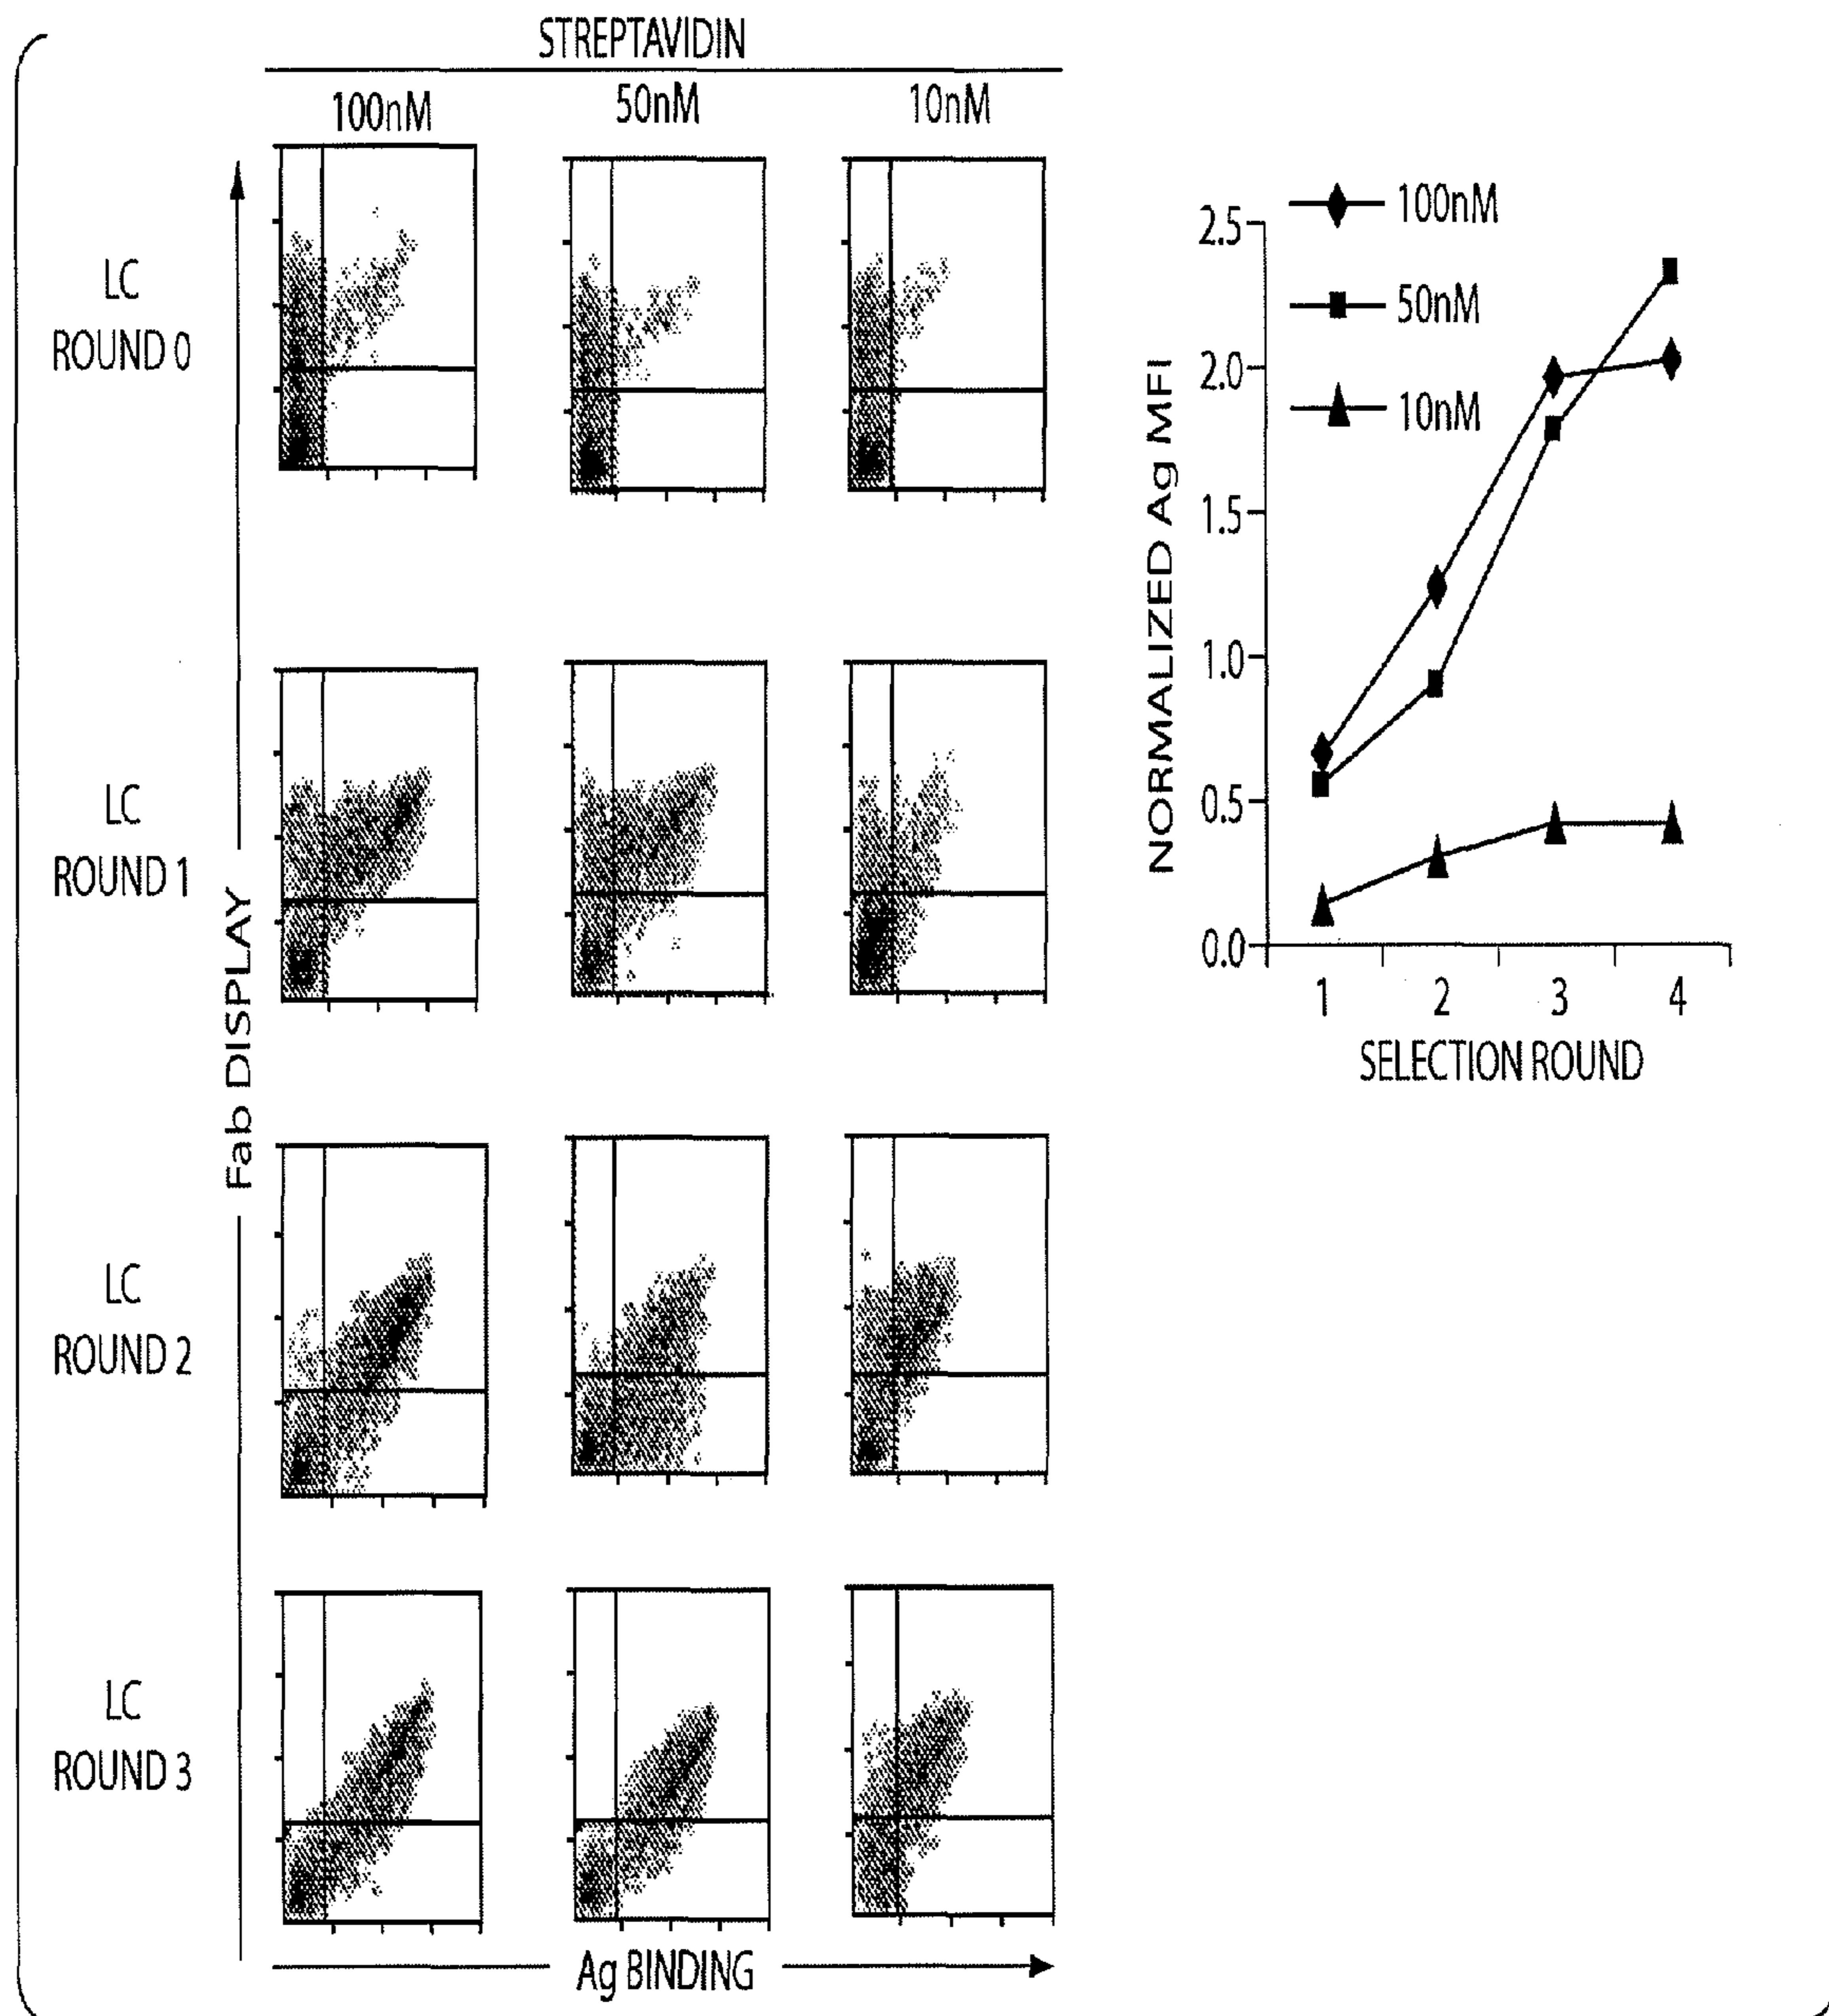 STREPTAVIDIN
100nM 50nM 10nM
LC
ROUND 0
LC
ROUND 1
LC
ROUND 2
LC
ROUND 3
Fab DISPLAY
Ag BINDING
100nM
50nM
10nM
NORMALIZED Ag MFI
2.5
2.0
1.5
1.0
0.5
0.0
1 2 3 4
SELECTION ROUND